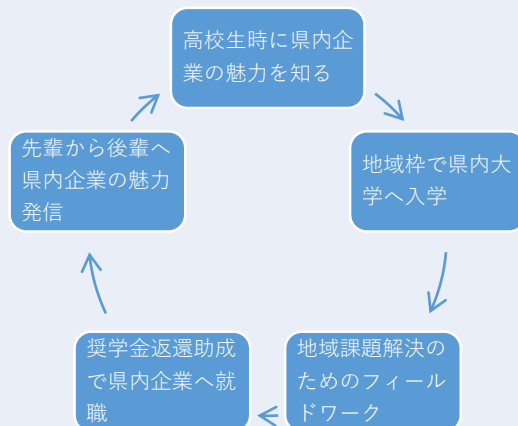 高校生時に県内企
業の魅力を知る
地域枠で県内大
学へ入学
地域課題解決の
ためのフィール
ドワーク
奨学金返還助成
で県内企業へ就
職
先輩から後輩へ
県内企業の魅力
発信